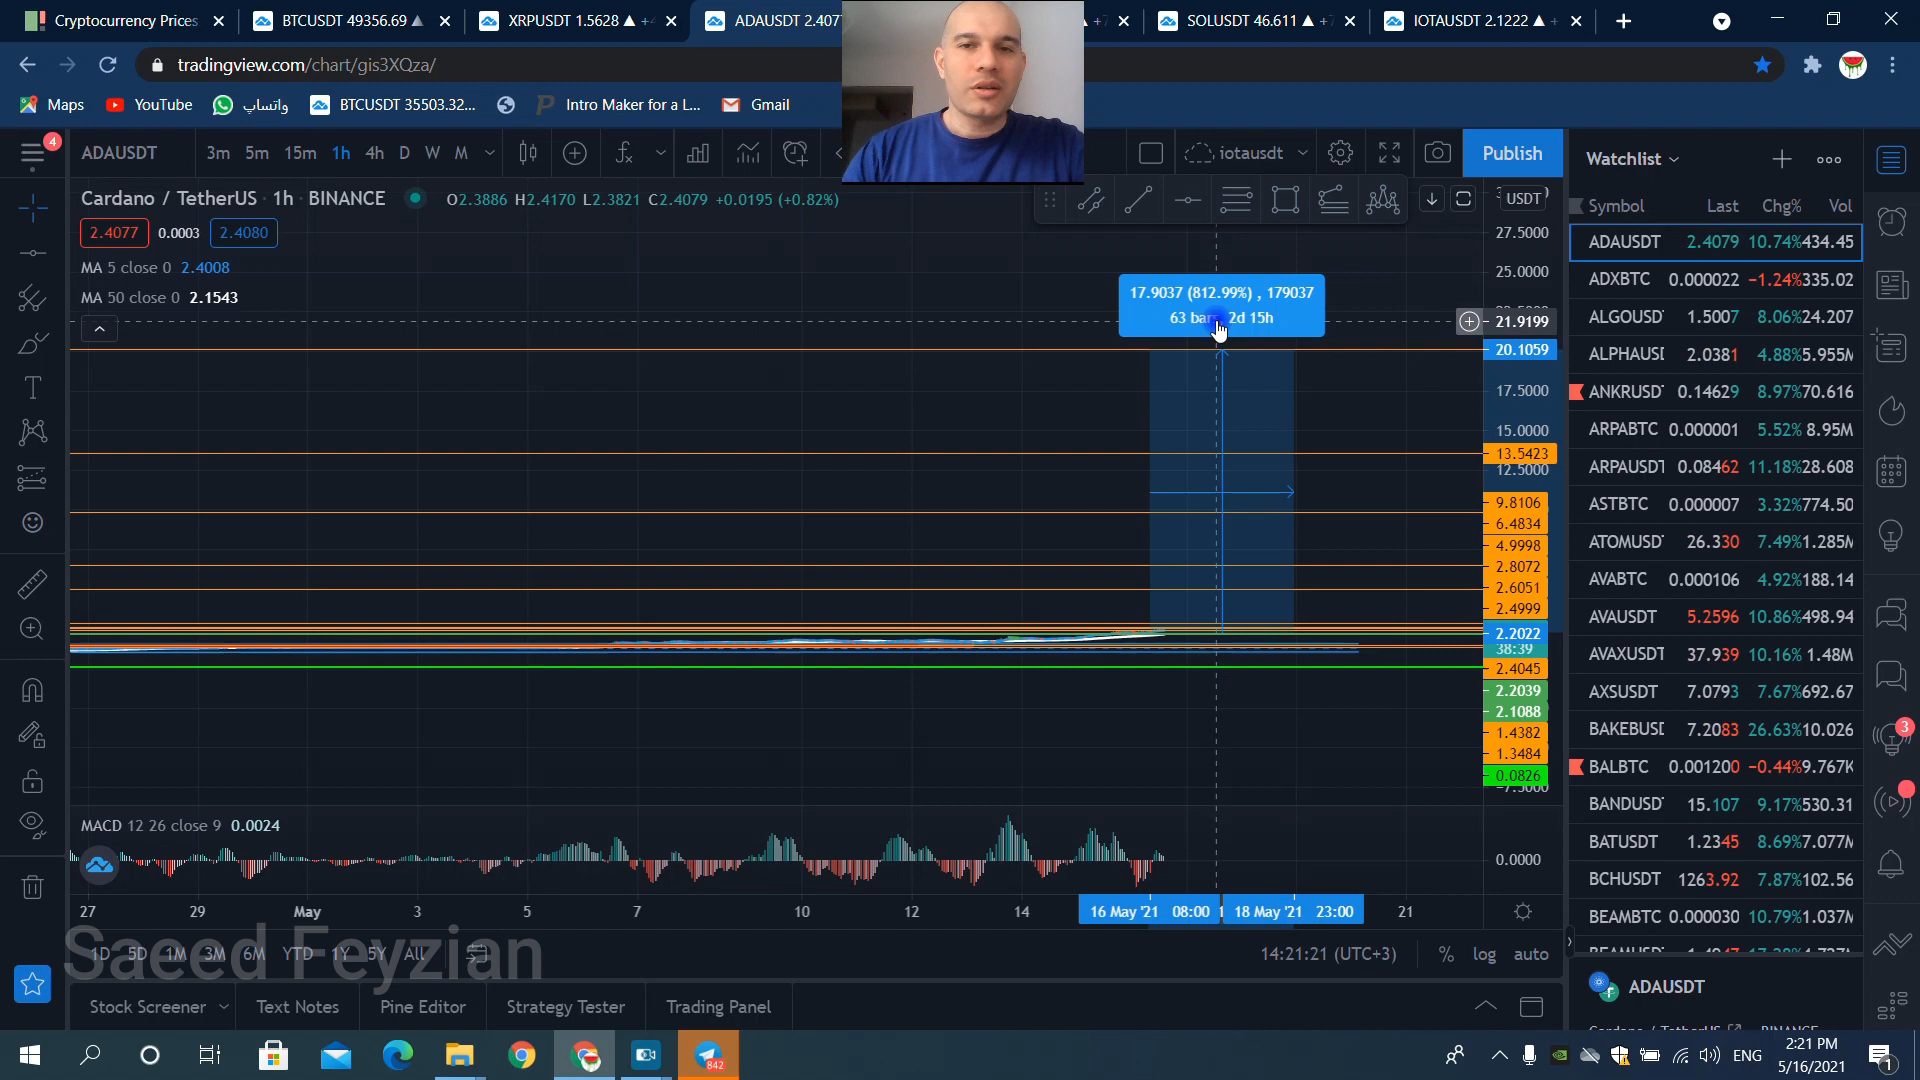 Cryptocurrency Prices
BTCUSDT 49356.69
XRPUSDT 1.5628
ADAUSDT 2.407
SOLUSDT 46.611
IOTAUSDT 2.1222
tradingview.com/chart/gis3XQza/
Maps
YouTube
واتساپ
BTCUSDT 35503.32...
Intro Maker for a L...
Gmail
4
ADAUSDT 3m 5m 15m 1h 4h D W M
iotausdt
Publish
Cardano / TetherUS · 1h · BINANCE O2.3886 H2.4170 L2.3821 C2.4079 +0.0195 (+0.82%)
2.4077 0.0003 2.4080
MA 5 close 0 2.4008
MA 50 close 0 2.1543
USDT
27.5000
25.0000
21.9199
20.1059
17.5000
15.0000
13.5423
12.5000
9.8106
6.4834
4.9998
2.8072
2.6051
2.4999
2.2022
38:39
2.4045
2.2039
2.1088
1.4382
1.3484
0.0826
−7.5000
17.9037 (812.99%) , 179037
63 bar 2d 15h
MACD 12 26 close 9 0.0024
0.0000
27 29 May 3 5 7 10 12 14 16 May '21 08:00 18 May '21 23:00 21
1D 5D 1M 3M 6M YTD 1Y 5Y All
14:21:21 (UTC+3) % log auto
Saeed Feyzian
Stock Screener Text Notes Pine Editor Strategy Tester Trading Panel
Watchlist
Symbol Last Chg% Vol
ADAUSDT 2.4079 10.74% 434.45
ADXBTC 0.000022 −1.24% 335.02
ALGOUSD 1.5007 8.06% 24.207
ALPHAUSI 2.0381 4.88% 5.955M
ANKRUSD 0.14629 8.97% 70.616
ARPABTC 0.000001 5.52% 8.95M
ARPAUSDT 0.08462 11.18% 28.608
ASTBTC 0.000007 3.32% 774.50
ATOMUSD 26.330 7.49% 1.285M
AVABTC 0.000106 4.92% 188.14
AVAUSDT 5.2596 10.86% 498.94
AVAXUSDT 37.939 10.16% 1.48M
AXSUSDT 7.0793 7.67% 692.67
BAKEBUSD 7.2083 26.63% 10.026
BALBTC 0.001200 −0.44% 9.767K
BANDUSD 15.107 9.17% 530.31
BATUSDT 1.2345 8.69% 7.077M
BCHUSDT 1263.92 7.87% 102.56
BEAMBTC 0.000030 10.79% 1.037M
ADAUSDT
3
842
ENG
2:21 PM
5/16/2021
1